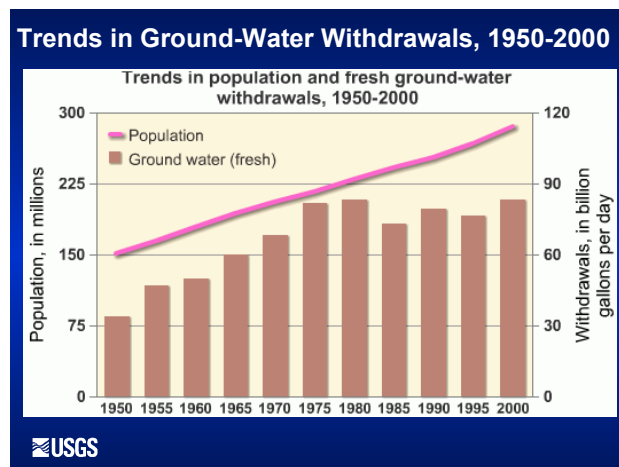 Trends in Ground-Water Withdrawals, 1950-2000
Trends in population and fresh ground-water
withdrawals, 1950-2000
300
225
150
75
0
Population, in millions
Population
Ground water (fresh)
120
90
60
30
0
Withdrawals, in billion
gallons per day
1950 1955 1960 1965 1970 1975 1980 1985 1990 1995 2000
USGS